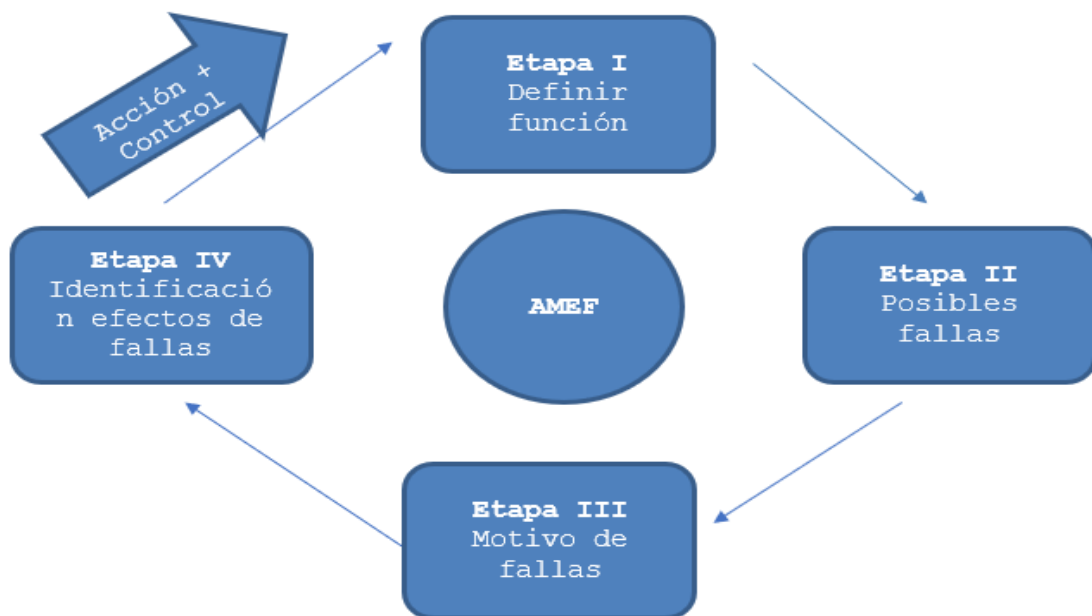 Acción +
Control
Etapa I
Definir
función
Etapa IV
Identificació
n efectos de
fallas
AMEF
Etapa II
Posibles
fallas
Etapa III
Motivo de
fallas